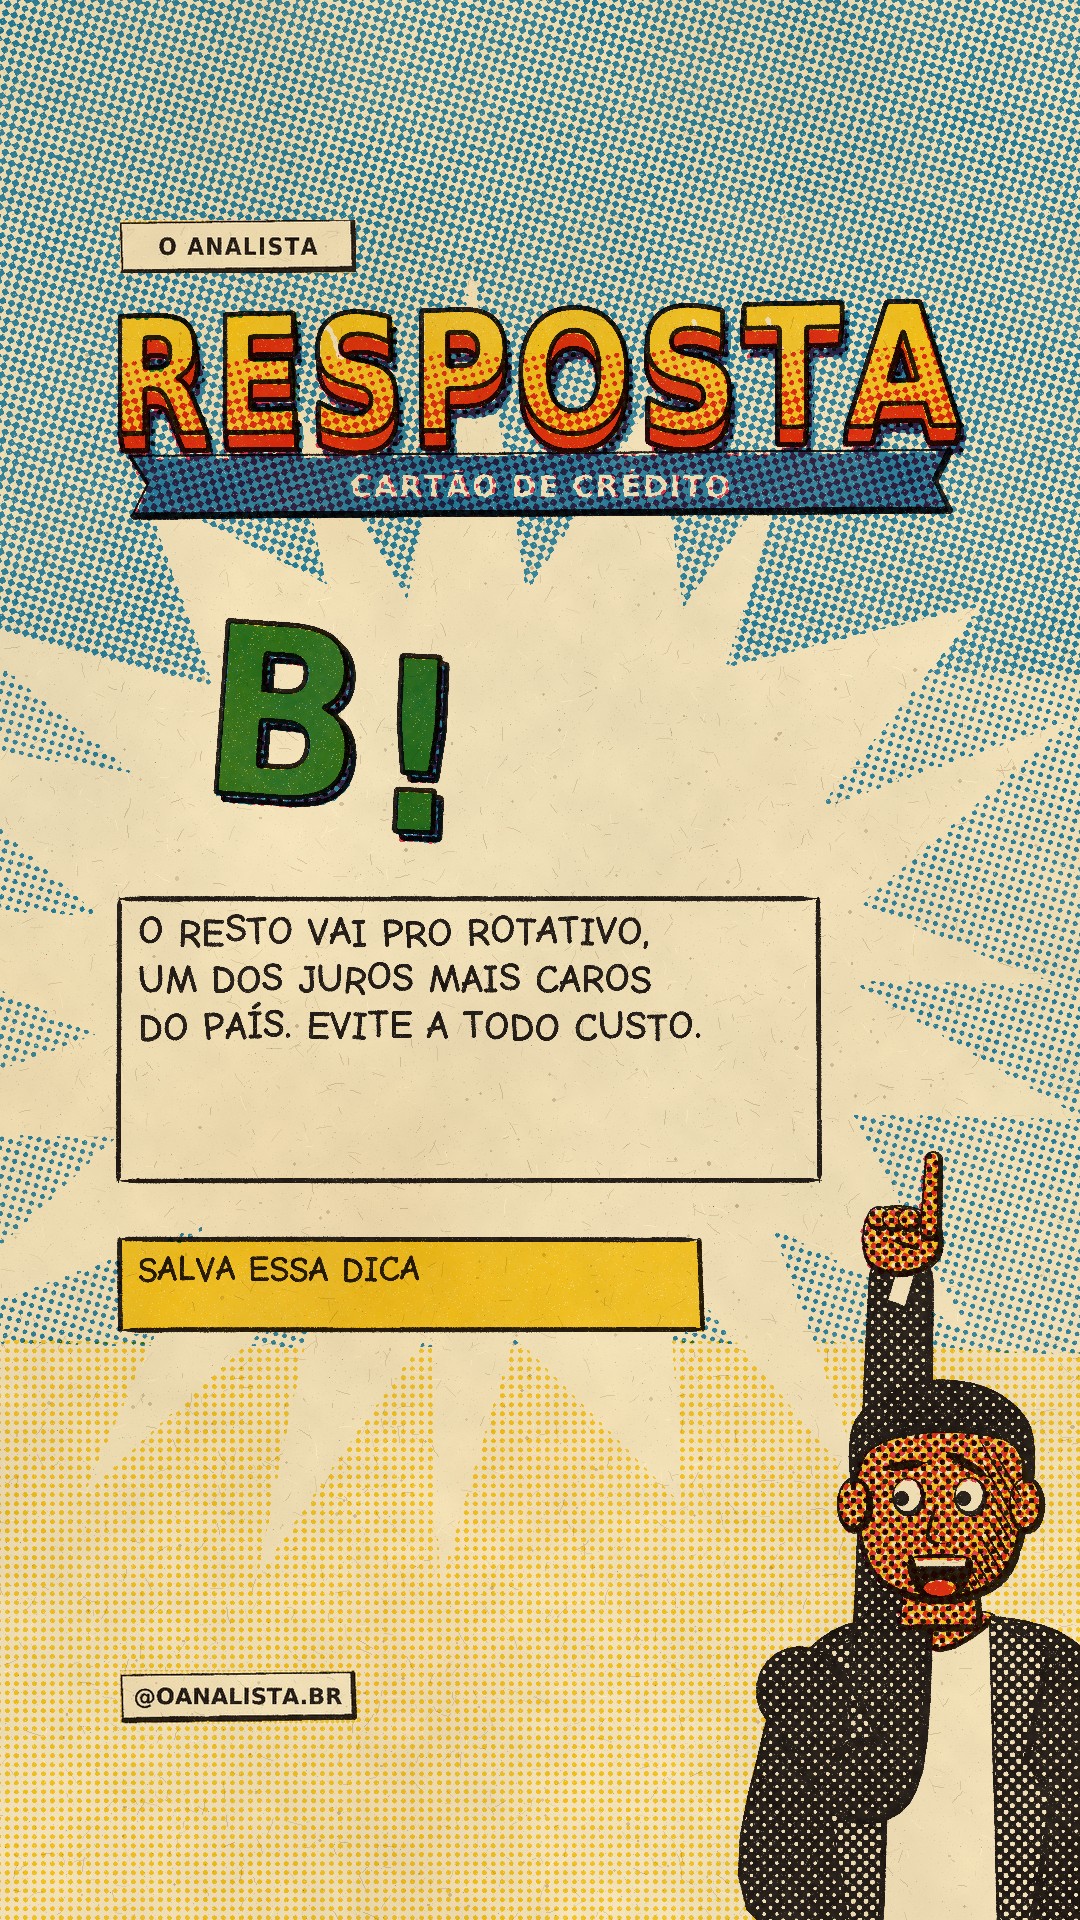 O ANALISTA
RESPOSTA
CARTÃO DE CRÉDITO
B!
O RESTO VAI PRO ROTATIVO,
UM DOS JUROS MAIS CAROS
DO PAÍS. EVITE A TODO CUSTO.
SALVA ESSA DICA
@OANALISTA.BR